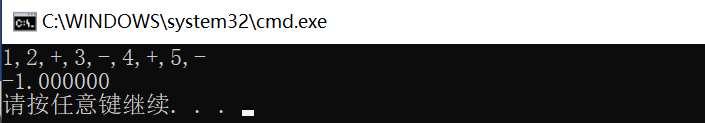 C:\WINDOWS\system32\cmd.exe
1,2,+,3,-,4,+,5,-
-1.000000
请按任意键继续. . .